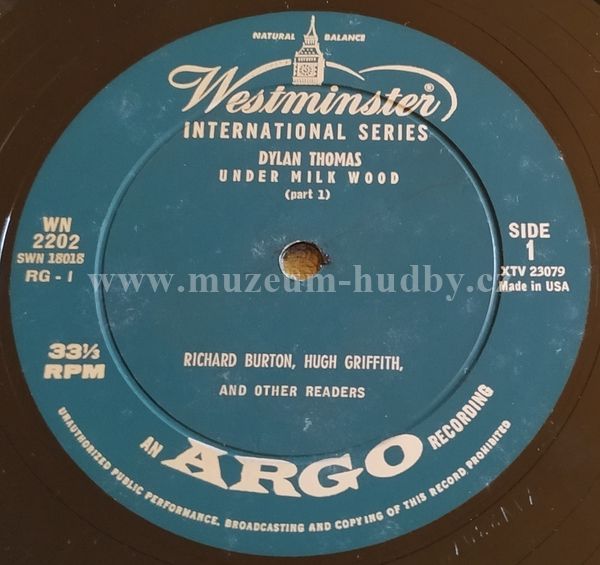 NATURAL BALANCE
Westminster®
INTERNATIONAL SERIES
DYLAN THOMAS
UNDER MILK WOOD
(part 1)
WN
2202
SWN 18018
RG - I
SIDE
1
XTV 23079
Made in USA
www.muzeum-hudby.cz
33⅓
RPM
RICHARD BURTON, HUGH GRIFFITH,
AND OTHER READERS
AN ARGO RECORDING
UNAUTHORIZED PUBLIC PERFORMANCE, BROADCASTING AND COPYING OF THIS RECORD PROHIBITED